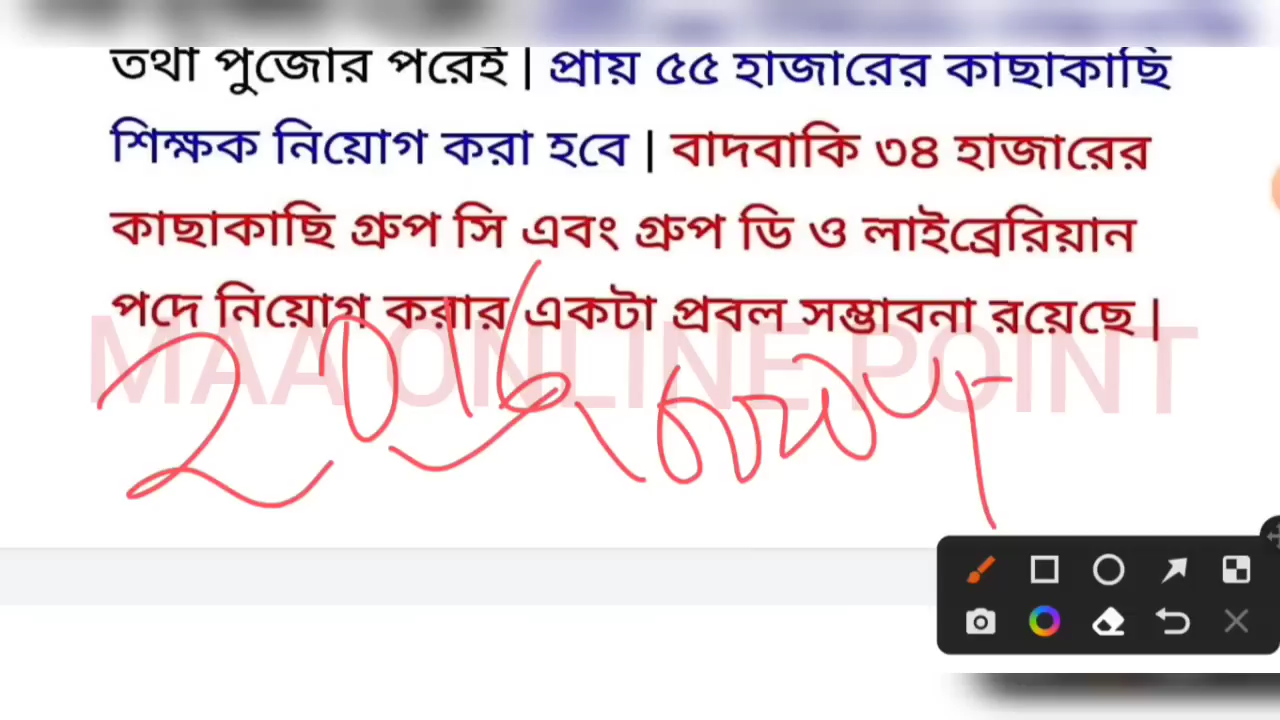 তথা পুজোর পরেই | প্রায় ৫৫ হাজারের কাছাকাছি
শিক্ষক নিয়োগ করা হবে | বাদবাকি ৩৪ হাজারের
কাছাকাছি গ্রুপ সি এবং গ্রুপ ডি ও লাইব্রেরিয়ান
পদে নিয়োগ করার একটা প্রবল সম্ভাবনা রয়েছে |
MAA ONLINE POINT
2016